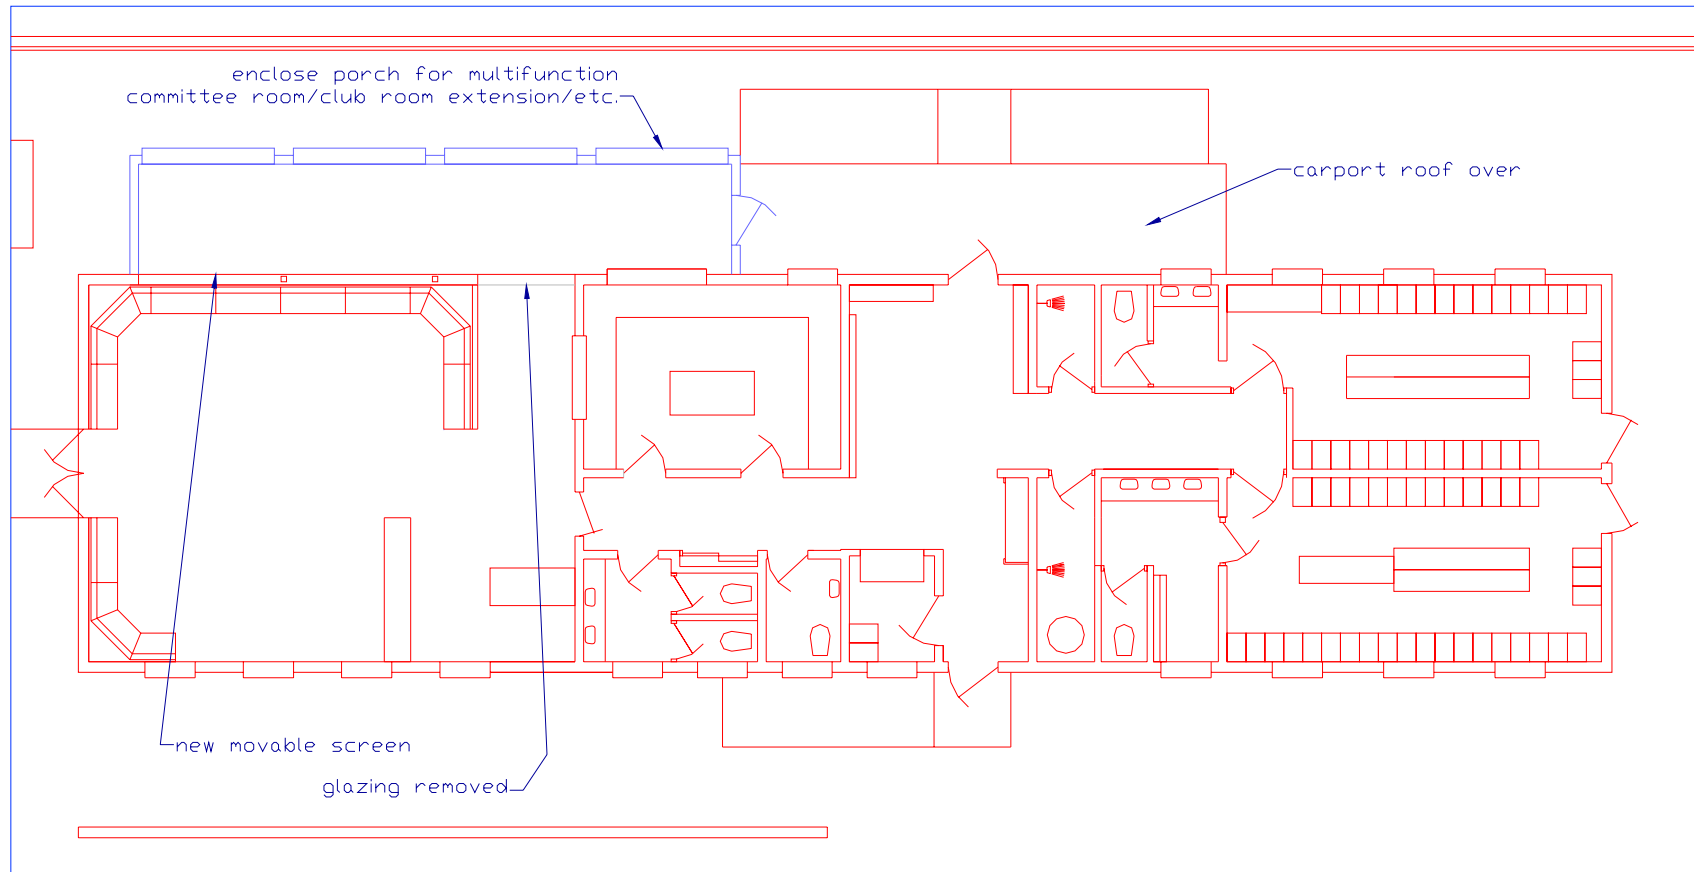 enclose porch for multifunction
committee room/club room extension/etc.
carport roof over
new movable screen
glazing removed